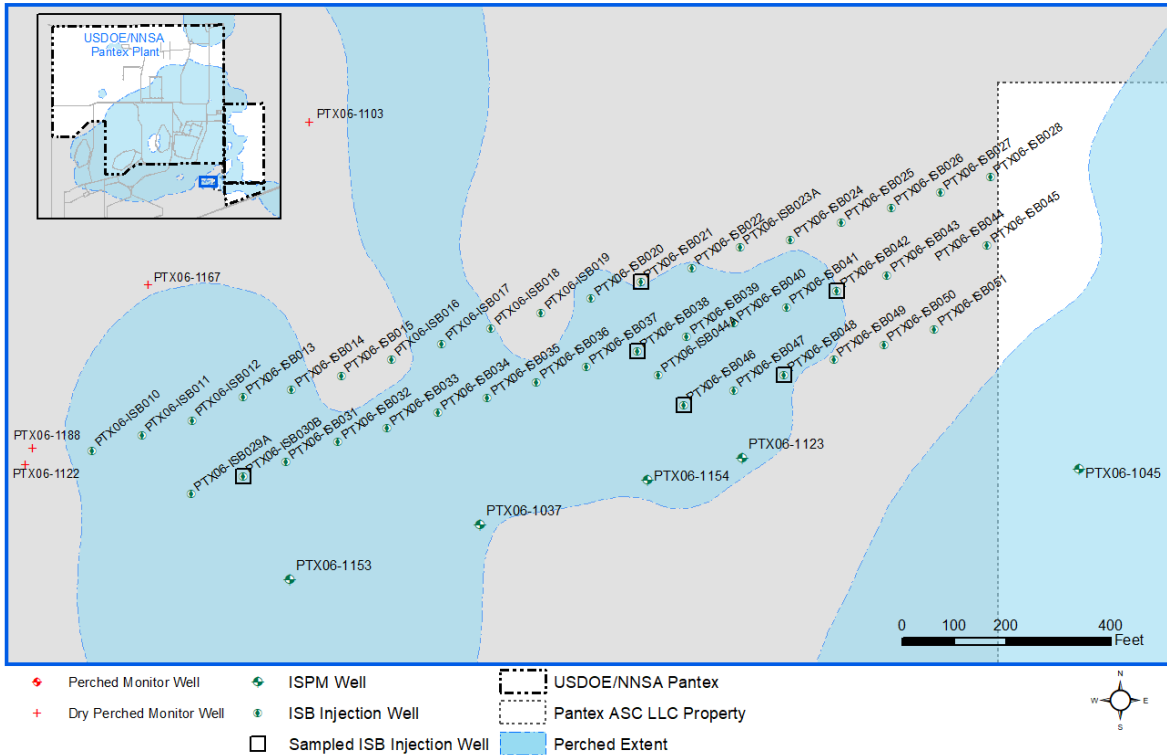 USDOE/NNSA
Pantex Plant
PTX06-1103
PTX06-1167
PTX06-1188
PTX06-1122
PTX06-ISB010
PTX06-ISB011
PTX06-ISB012
PTX06-ISB013
PTX06-ISB014
PTX06-ISB015
PTX06-ISB016
PTX06-ISB017
PTX06-ISB018
PTX06-ISB019
PTX06-ISB020
PTX06-ISB021
PTX06-ISB022
PTX06-ISB023A
PTX06-ISB024
PTX06-ISB025
PTX06-ISB026
PTX06-ISB027
PTX06-ISB028
PTX06-ISB029A
PTX06-ISB030B
PTX06-ISB031
PTX06-ISB032
PTX06-ISB033
PTX06-ISB034
PTX06-ISB035
PTX06-ISB036
PTX06-ISB037
PTX06-ISB038
PTX06-ISB039
PTX06-ISB040
PTX06-ISB041
PTX06-ISB042
PTX06-ISB043
PTX06-ISB044
PTX06-ISB045
PTX06-ISB044A
PTX06-ISB046
PTX06-ISB047
PTX06-ISB048
PTX06-ISB049
PTX06-ISB050
PTX06-ISB051
PTX06-1123
PTX06-1154
PTX06-1045
PTX06-1037
PTX06-1153
0 100 200 400
Feet
Perched Monitor Well
Dry Perched Monitor Well
ISPM Well
ISB Injection Well
Sampled ISB Injection Well
USDOE/NNSA Pantex
Pantex ASC LLC Property
Perched Extent
N
W E
S